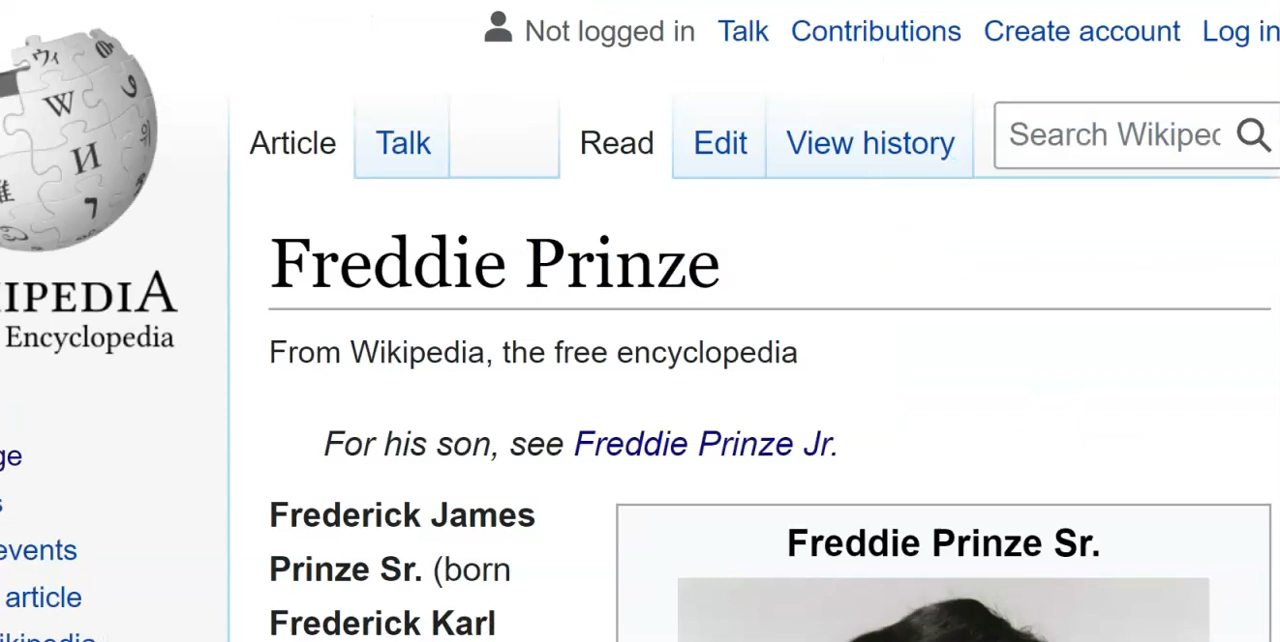 Not logged in Talk Contributions Create account Log in
Article Talk Read Edit View history
IPEDIA
Encyclopedia
Freddie Prinze
From Wikipedia, the free encyclopedia
For his son, see Freddie Prinze Jr.
events
article
Frederick James
Prinze Sr. (born
Frederick Karl
Freddie Prinze Sr.